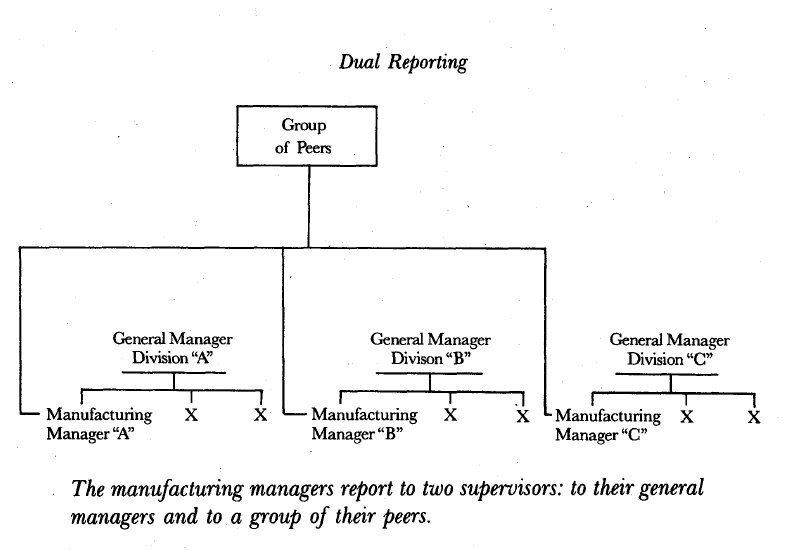 Dual Reporting
Group
of Peers
General Manager
Division “A”
General Manager
Divison “B”
General Manager
Division “C”
Manufacturing
Manager “A”
X
X
Manufacturing
Manager “B”
X
X
Manufacturing
Manager “C”
X
X
The manufacturing managers report to two supervisors: to their general
managers and to a group of their peers.